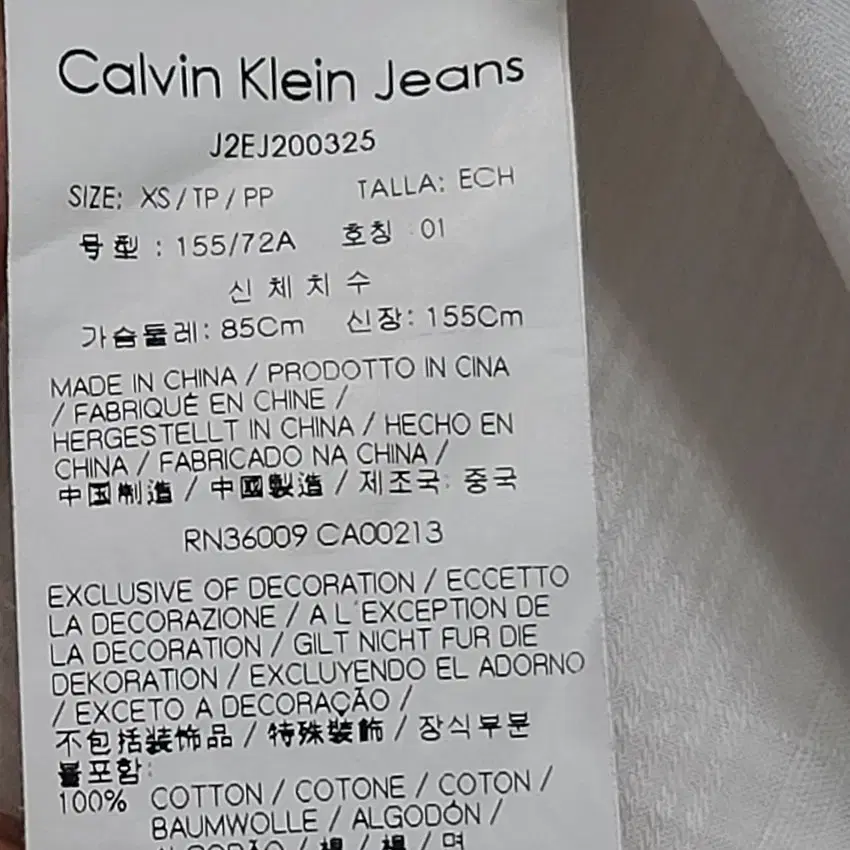 Calvin Klein Jeans
J2EJ200325
SIZE: XS / TP / PP TALLA: ECH
号型 : 155/72A 호칭 : 01
신체치수
가슴둘레: 85Cm 신장: 155Cm
MADE IN CHINA / PRODOTTO IN CINA
/ FABRIQUÉ EN CHINE /
HERGESTELLT IN CHINA / HECHO EN
CHINA / FABRICADO NA CHINA /
中国制造 / 中國製造 / 제조국: 중국
RN36009 CA00213
EXCLUSIVE OF DECORATION / ECCETTO
LA DECORAZIONE / A L'EXCEPTION DE
LA DECORATION / GILT NICHT FUR DIE
DEKORATION / EXCLUYENDO EL ADORNO
/ EXCETO A DECORAÇÃO /
不包括装饰品 / 特殊裝飾 / 장식부분
불포함:
100% COTTON / COTONE / COTON /
BAUMWOLLE / ALGODÓN /
ALGODÃO / 棉 / 棉 / 면